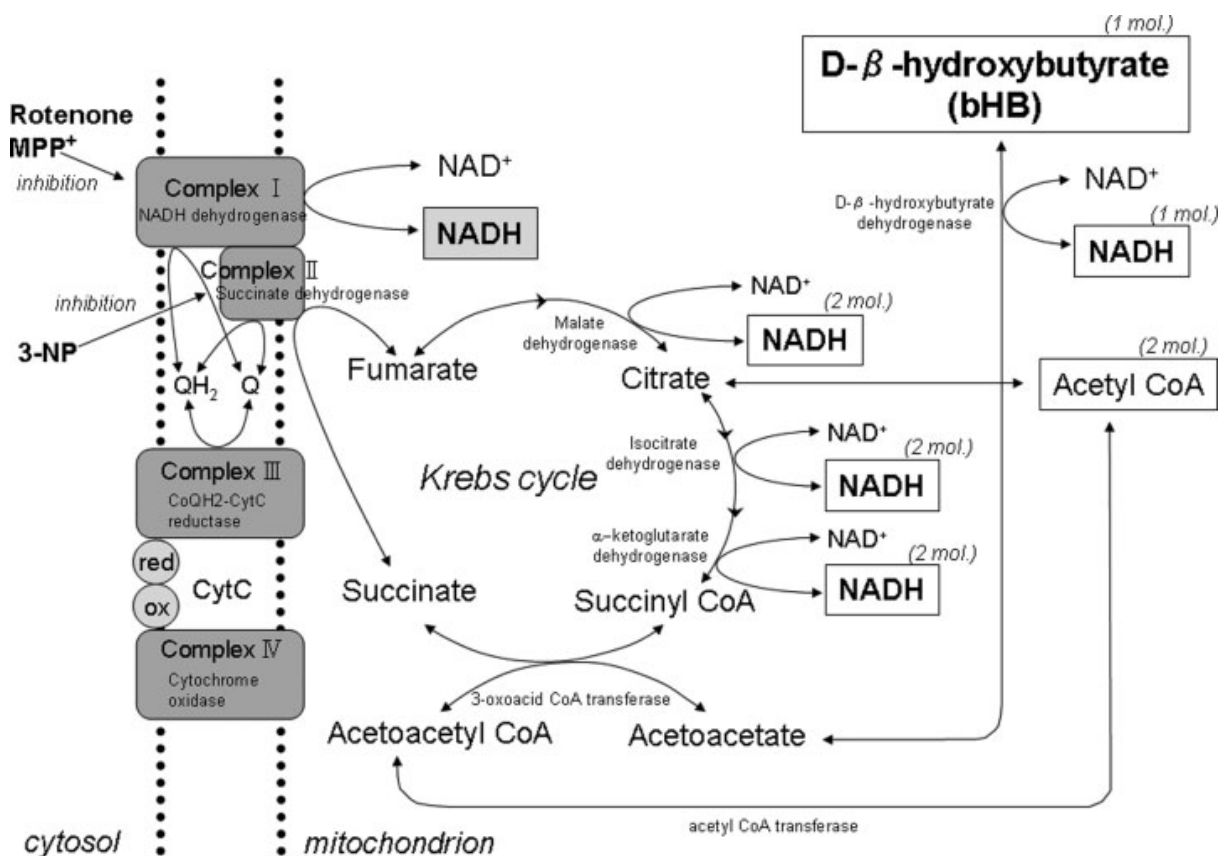 (1 mol.)
D-β-hydroxybutyrate
(bHB)
Rotenone
MPP⁺
inhibition
Complex Ⅰ
NADH dehydrogenase
NAD⁺
NADH
D-β-hydroxybutyrate
dehydrogenase
NAD⁺
(1 mol.)
NADH
Complex Ⅱ
Succinate dehydrogenase
inhibition
3-NP
QH₂
Q
Fumarate
Malate
dehydrogenase
NAD⁺
(2 mol.)
NADH
Citrate
(2 mol.)
Acetyl CoA
Isocitrate
dehydrogenase
NAD⁺
(2 mol.)
NADH
Krebs cycle
Complex Ⅲ
CoQH2-CytC
reductase
α-ketoglutarate
dehydrogenase
NAD⁺
(2 mol.)
NADH
red
ox
CytC
Succinate
Succinyl CoA
Complex Ⅳ
Cytochrome
oxidase
3-oxoacid CoA transferase
Acetoacetyl CoA
Acetoacetate
acetyl CoA transferase
cytosol
mitochondrion